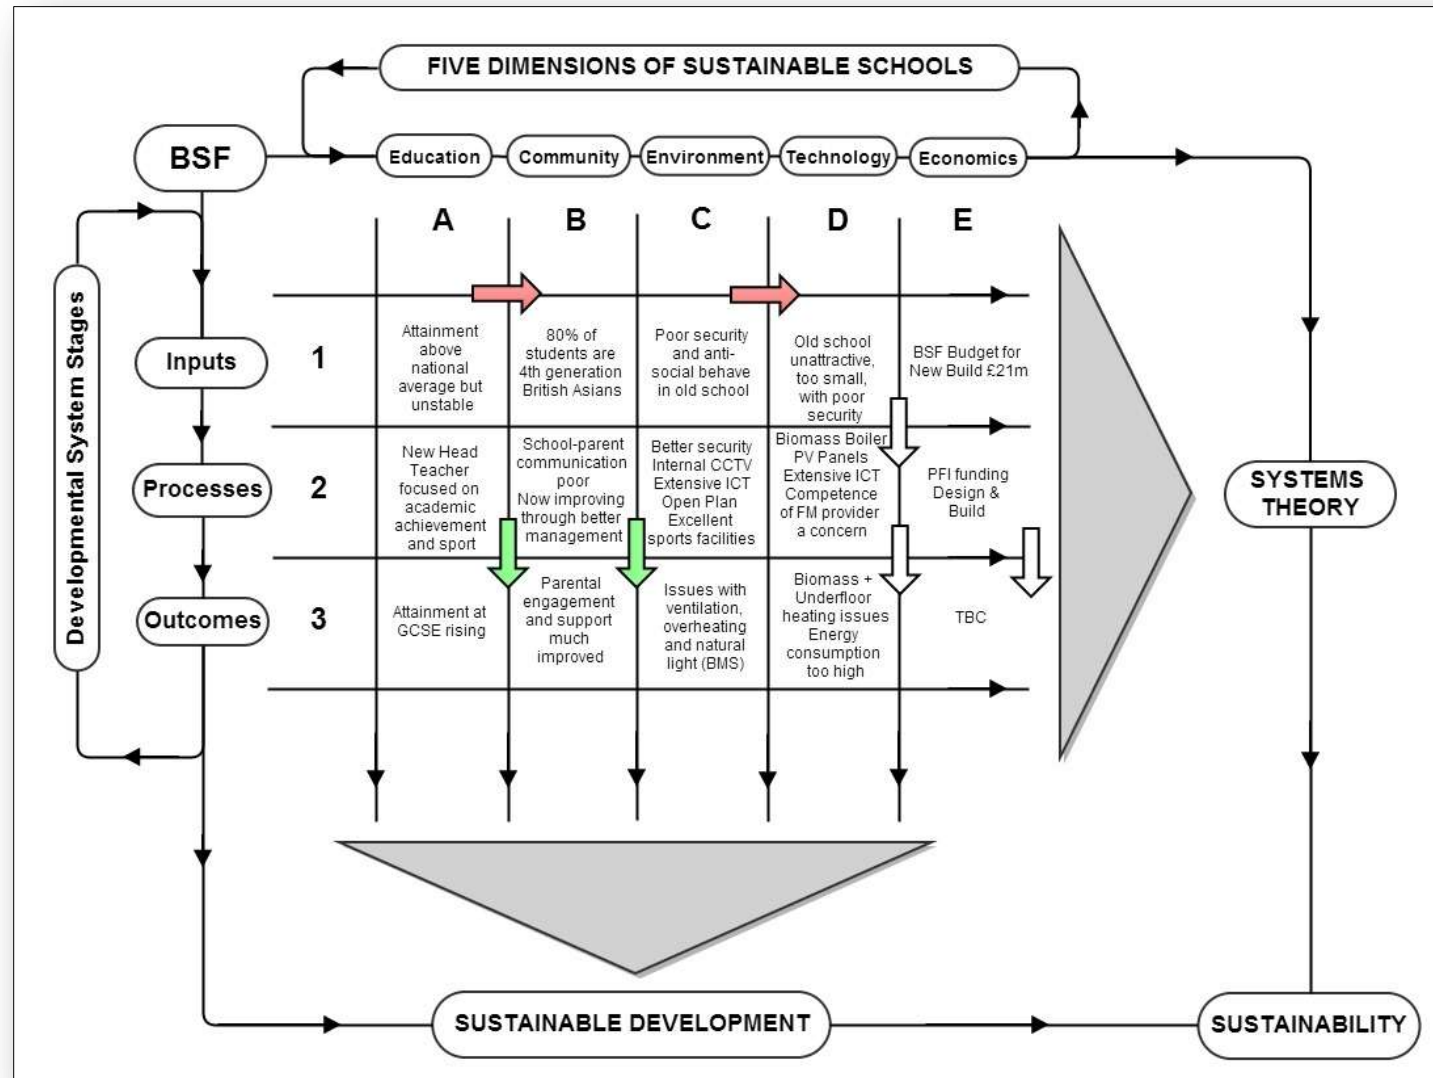 FIVE DIMENSIONS OF SUSTAINABLE SCHOOLS
BSF
Education
Community
Environment
Technology
Economics
A
B
C
D
E
Developmental System Stages
Inputs
1
Attainment
above
national
average but
unstable
80% of
students are
4th generation
British Asians
Poor security
and anti-
social behave
in old school
Old school
unattractive,
too small,
with poor
security
BSF Budget for
New Build £21m
Processes
2
New Head
Teacher
focused on
academic
achievement
and sport
School-parent
communication
poor
Now improving
through better
management
Better security
Internal CCTV
Extensive ICT
Open Plan
Excellent
sports facilities
Biomass Boiler
PV Panels
Extensive ICT
Competence
of FM provider
a concern
PFI funding
Design &
Build
Outcomes
3
Attainment at
GCSE rising
Parental
engagement
and support
much
improved
Issues with
ventilation,
overheating
and natural
light (BMS)
Biomass +
Underfloor
heating issues
Energy
consumption
too high
TBC
SYSTEMS
THEORY
SUSTAINABLE DEVELOPMENT
SUSTAINABILITY